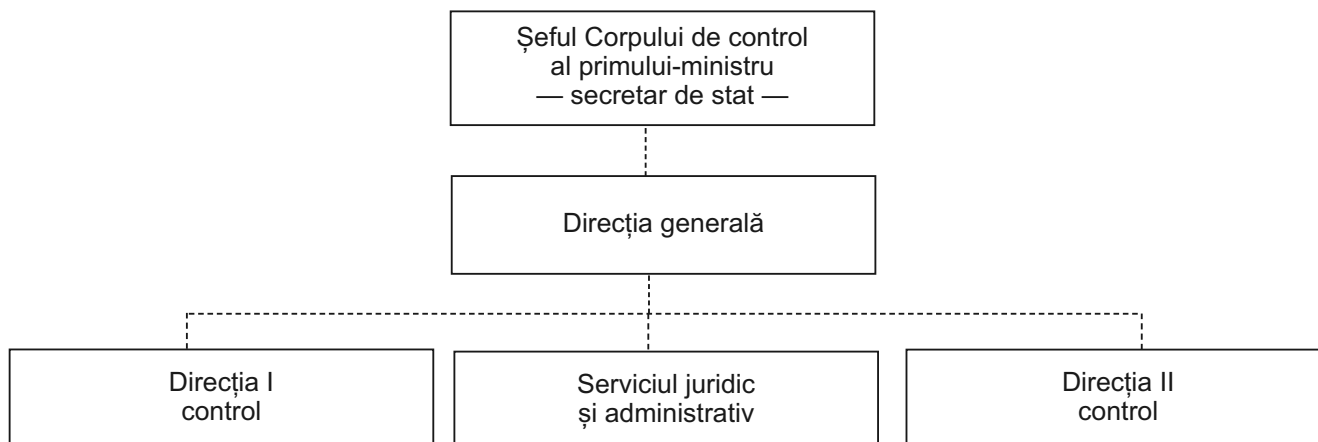 Șeful Corpului de control
al primului-ministru
— secretar de stat —
Direcția generală
Direcția I
control
Serviciul juridic
și administrativ
Direcția II
control